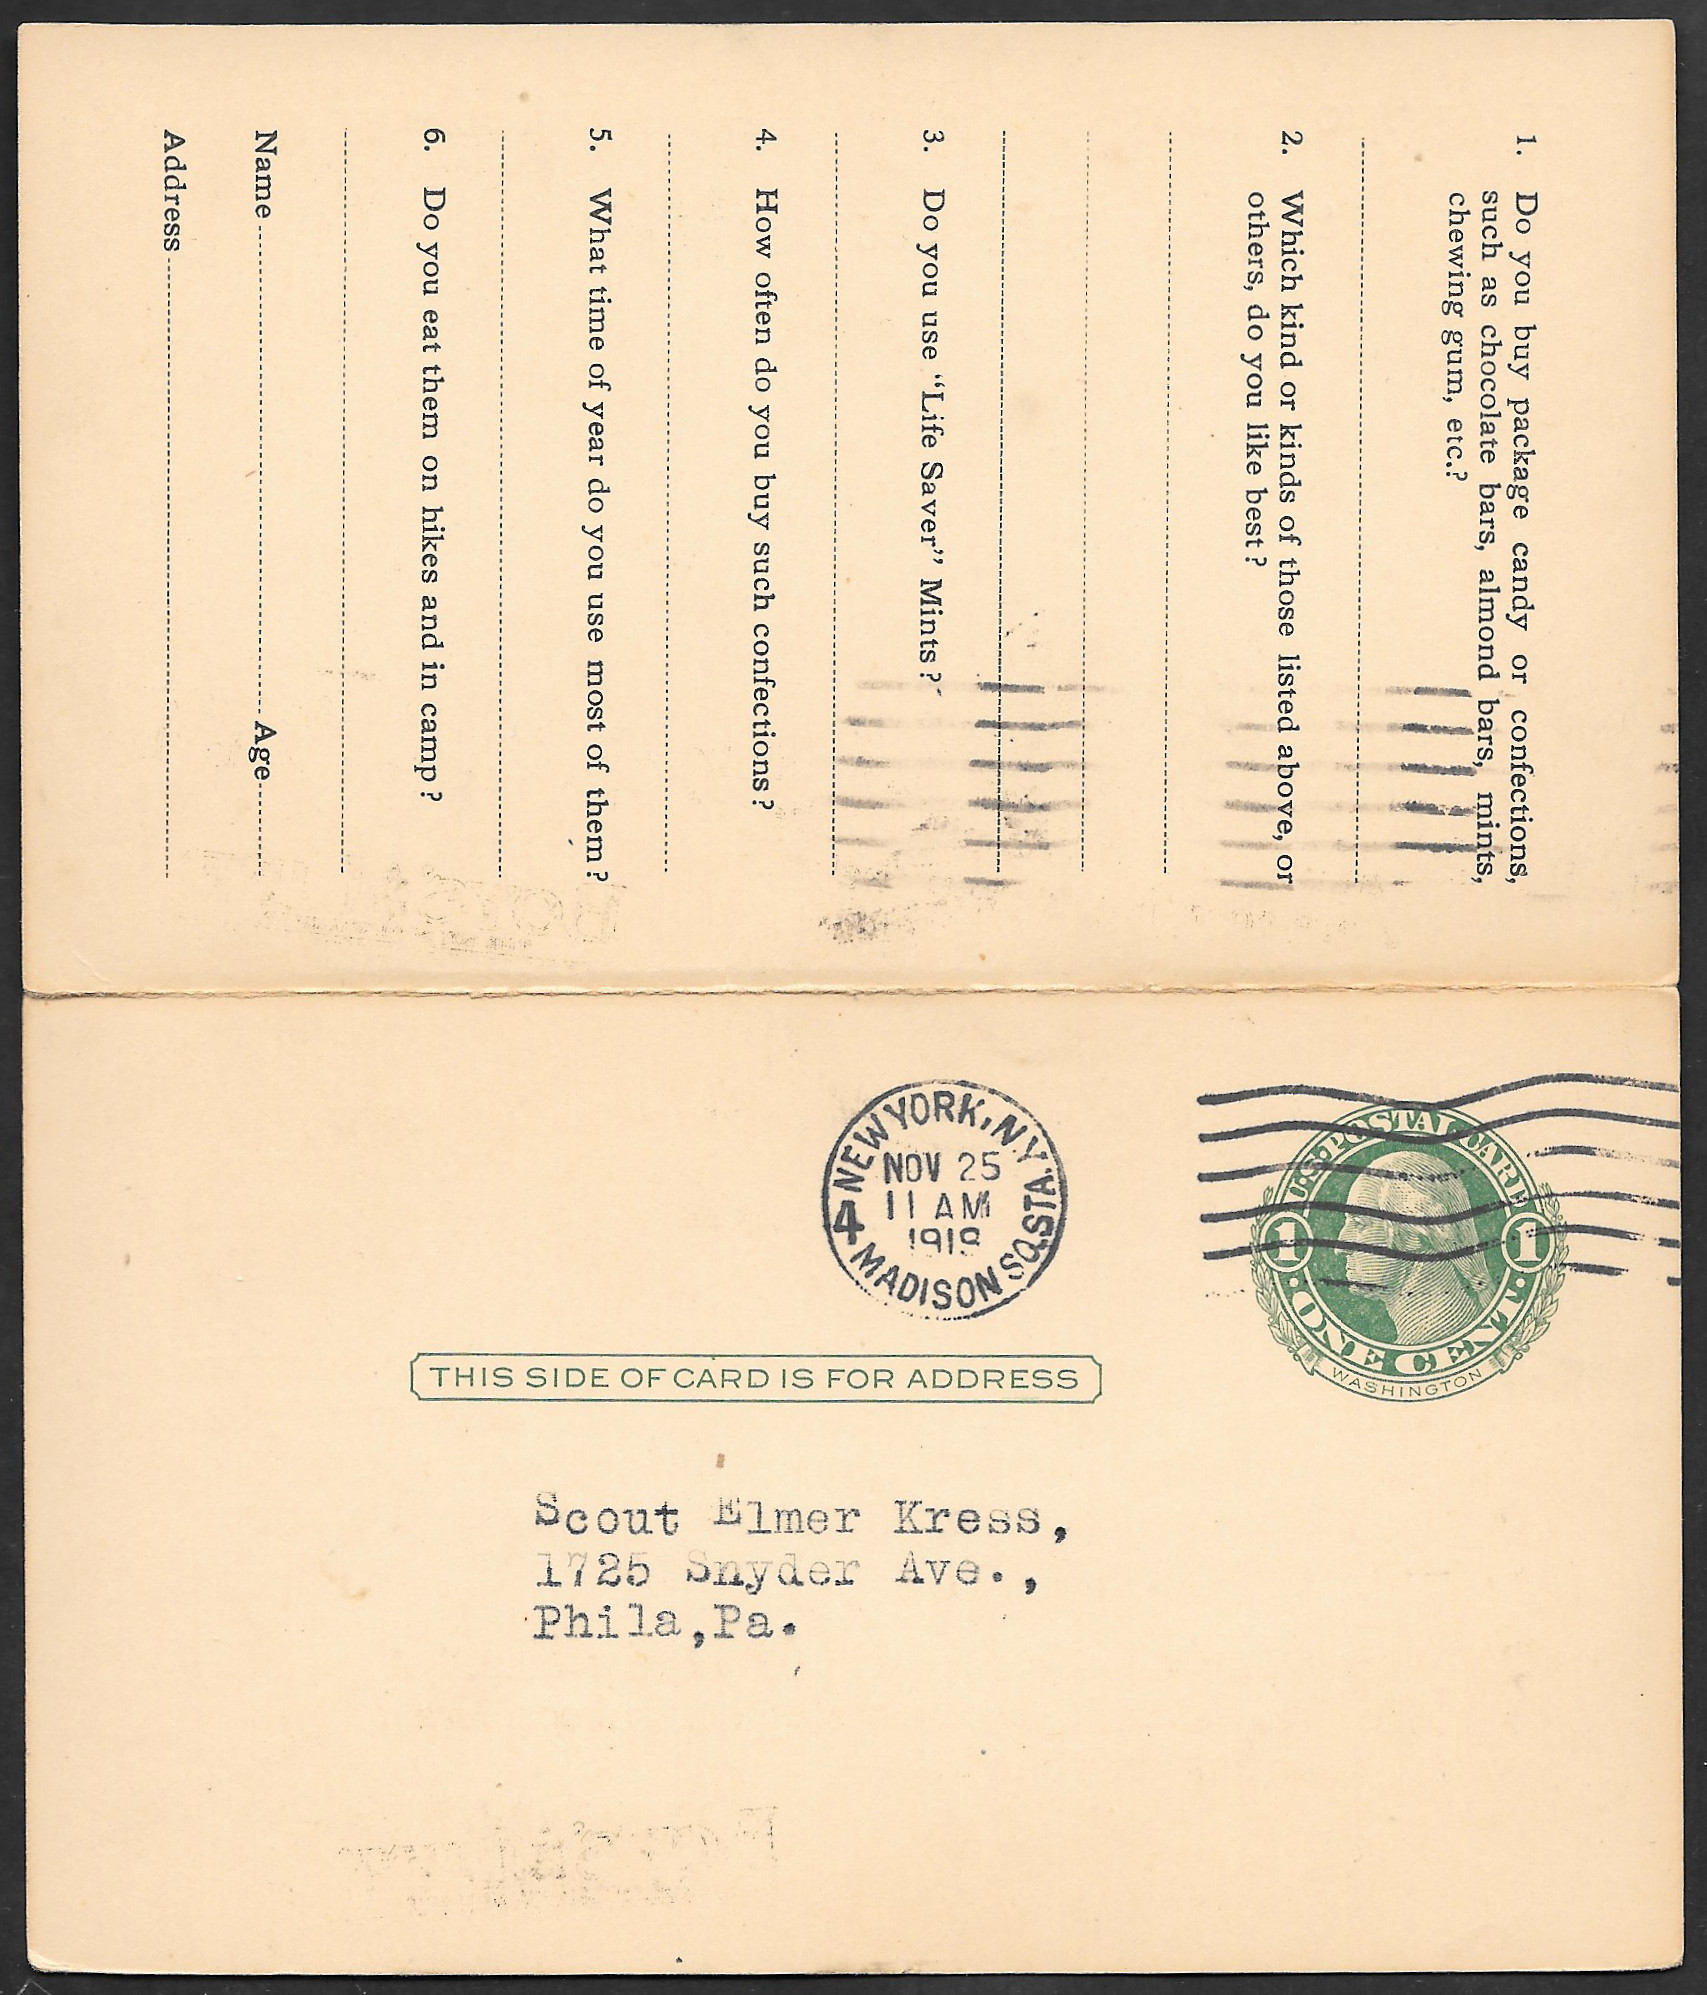 1. Do you buy package candy or confections,
such as chocolate bars, almond bars, mints,
chewing gum, etc.?
2. Which kind or kinds of those listed above, or
others, do you like best?
3. Do you use "Life Saver" Mints?
4. How often do you buy such confections?
5. What time of year do you use most of them?
6. Do you eat them on hikes and in camp?
Name Age
Address
NEW YORK, N.Y. STA.
NOV 25
11 AM
1919
4 MADISON SQ.
U.S. POSTAL CARD
1 1
· ONE CENT ·
WASHINGTON
THIS SIDE OF CARD IS FOR ADDRESS
Scout Elmer Kress,
1725 Snyder Ave.,
Phila,Pa.